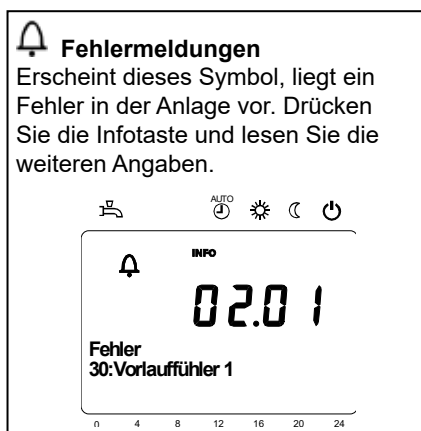 Fehlermeldungen
Erscheint dieses Symbol, liegt ein
Fehler in der Anlage vor. Drücken
Sie die Infotaste und lesen Sie die
weiteren Angaben.
AUTO
INFO
02.01
Fehler
30:Vorlauffühler 1
0 4 8 12 16 20 24